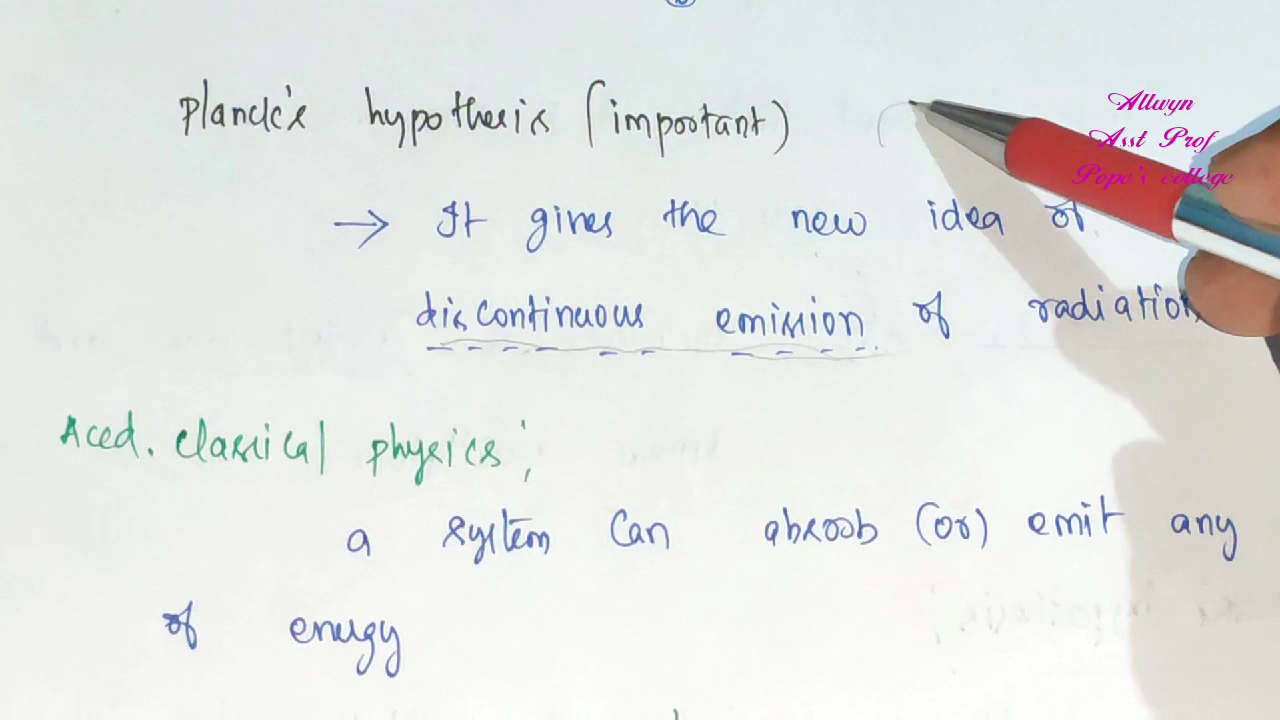 Planck's hypothesis (important)
→ It gives the new idea of
discontinuous emission of radiation
Aced. classical physics;
a system can absorb (or) emit any
of energy
Allwyn
Asst Prof
Pope's college